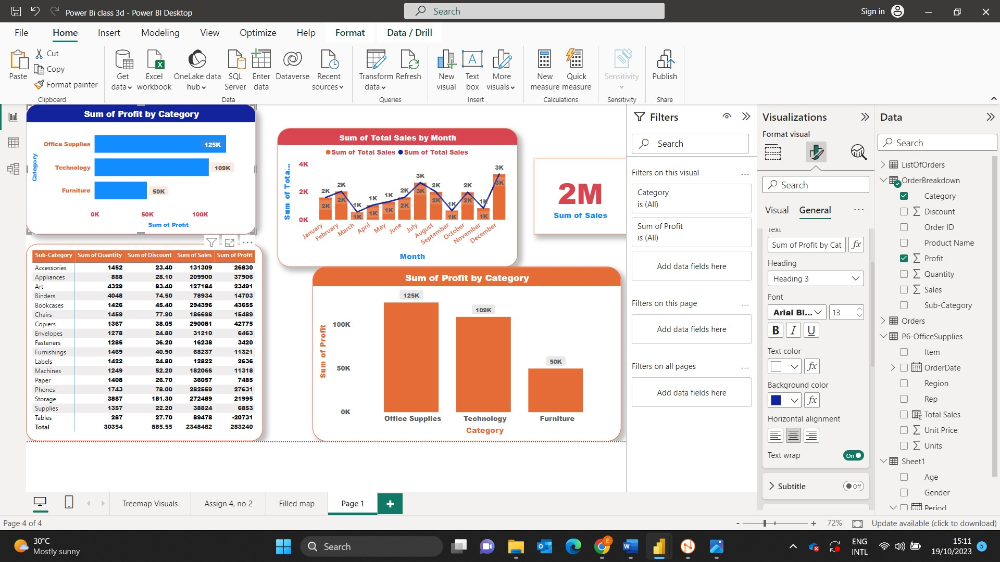 Power Bi class 3d - Power BI Desktop
Search
Sign in
File Home Insert Modeling View Optimize Help Format Data / Drill
Paste
Cut
Copy
Format painter
Clipboard
Get data
Excel workbook
OneLake data hub
SQL Server
Enter data
Dataverse
Recent sources
Data
Transform data
Refresh
Queries
New visual
Text box
More visuals
Insert
New measure
Quick measure
Calculations
Sensitivity
Sensitivity
Publish
Share
Sum of Profit by Category
Category
Office Supplies 125K
Technology 109K
Furniture 50K
0K 50K 100K
Sum of Profit
Sub-Category Sum of Quantity Sum of Discount Sum of Sales Sum of Profit
Accessories 1452 23.40 131309 26830
Appliances 888 28.10 209900 37906
Art 4329 83.40 127184 23491
Binders 4048 74.50 78934 14703
Bookcases 1426 45.40 294396 43655
Chairs 1459 77.90 186698 15489
Copiers 1367 38.05 290081 42775
Envelopes 1278 24.80 31210 6463
Fasteners 1285 36.20 16238 3420
Furnishings 1469 40.90 68237 11321
Labels 1422 24.80 12822 2636
Machines 1249 52.20 182066 11318
Paper 1408 26.70 36057 7485
Phones 1743 78.00 282559 27631
Storage 3887 181.30 272489 21995
Supplies 1357 22.20 38824 6853
Tables 287 27.70 89478 -20731
Total 30354 885.55 2348482 283240
Sum of Total Sales by Month
Sum of Total Sales Sum of Total Sales
Sum of Tota...
4K
2K
0K
2K 2K 1K 1K 1K 2K 3K 2K 1K 2K 1K 3K
2K 2K 1K 1K 1K 2K 3K 2K 1K 2K 1K 3K
January February March April May June July August September October November December
Month
2M
Sum of Sales
Sum of Profit by Category
Sum of Profit
100K
50K
0K
125K
109K
50K
Office Supplies Technology Furniture
Category
Filters
Search
Filters on this visual ...
Category
is (All)
Sum of Profit
is (All)
Add data fields here
Filters on this page ...
Add data fields here
Filters on all pages ...
Add data fields here
Visualizations
Format visual
Search
Visual General ...
Text
Sum of Profit by Cat fx
Heading
Heading 3
Font
Arial Bl... 13
B I U
Text color
fx
Background color
fx
Horizontal alignment
Text wrap On
Subtitle Off
Data
Search
ListOfOrders
OrderBreakdown
Category
Discount
Order ID
Product Name
Profit
Quantity
Sales
Sub-Category
Orders
P6-OfficeSupplies
Item
OrderDate
Region
Rep
Total Sales
Unit Price
Units
Sheet1
Age
Gender
Period
Treemap Visuals Assign 4, no 2 Filled map Page 1 +
Page 4 of 4
- + 72% Update available (click to download)
30°C
Mostly sunny
Search
E
ENG
INTL
15:11
19/10/2023
5